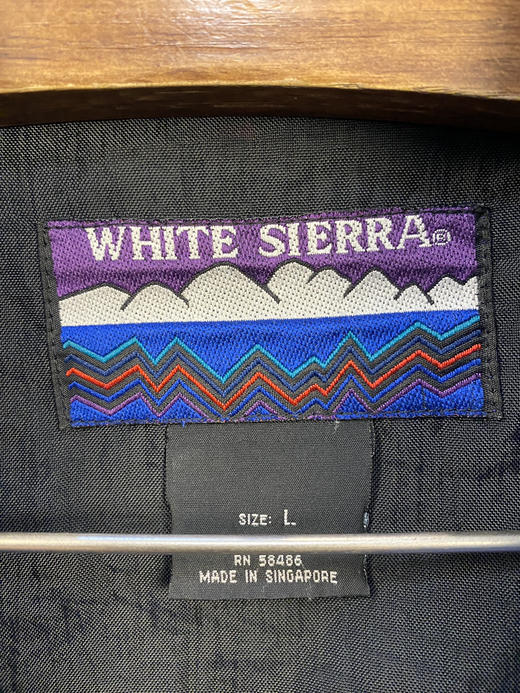 WHITE SIERRA®
SIZE: L
RN 58486
MADE IN SINGAPORE